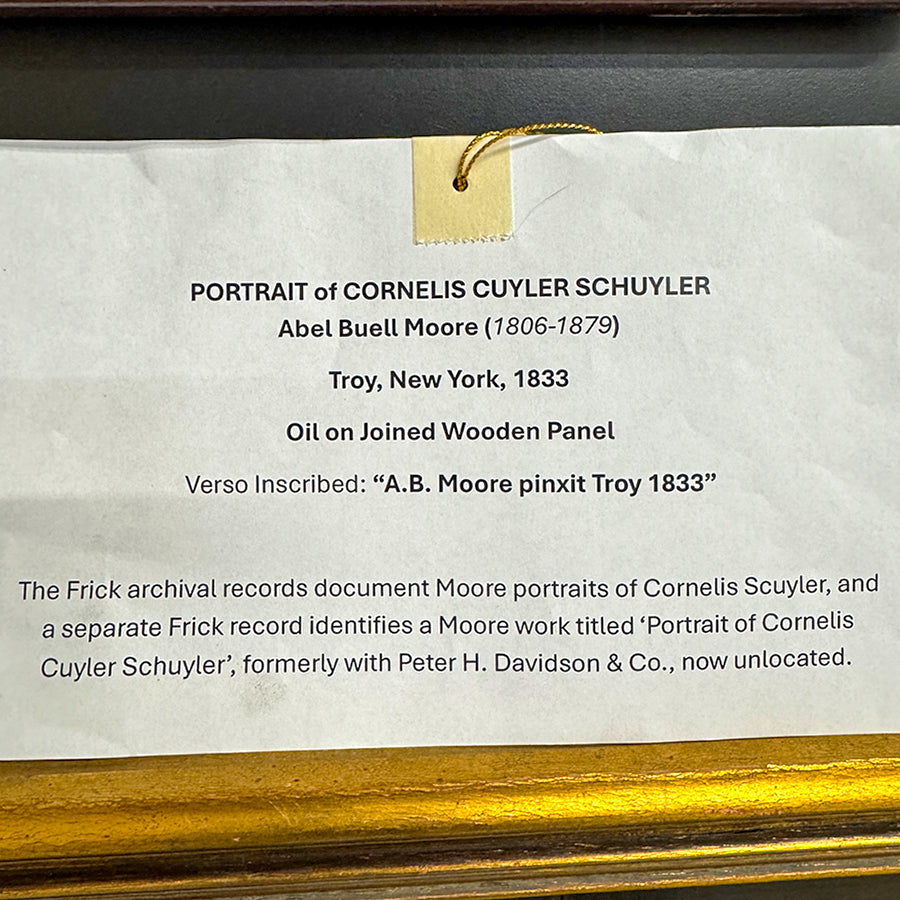 PORTRAIT of CORNELIS CUYLER SCHUYLER
Abel Buell Moore (1806-1879)
Troy, New York, 1833
Oil on Joined Wooden Panel
Verso Inscribed: “A.B. Moore pinxit Troy 1833”
The Frick archival records document Moore portraits of Cornelis Scuyler, and
a separate Frick record identifies a Moore work titled ‘Portrait of Cornelis
Cuyler Schuyler’, formerly with Peter H. Davidson & Co., now unlocated.